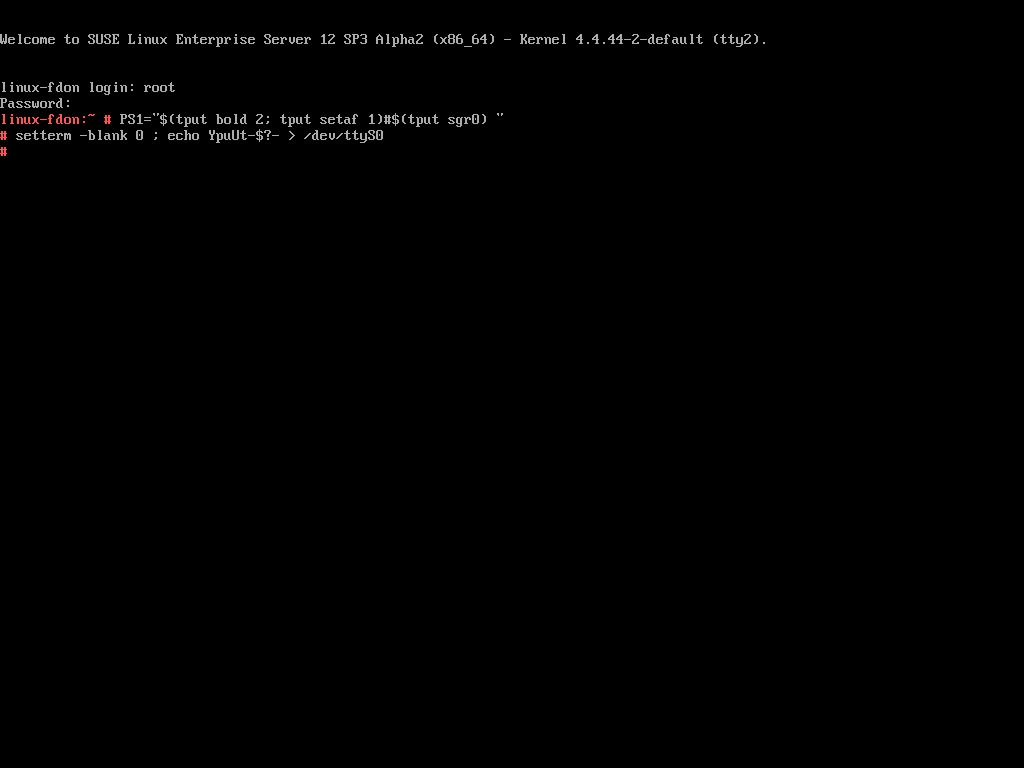 Welcome to SUSE Linux Enterprise Server 12 SP3 Alpha2 (x86_64) - Kernel 4.4.44-2-default (tty2).
linux-fdon login: root
Password:
linux-fdon:~ # PS1="$(tput bold 2; tput setaf 1)#$(tput sgr0) "
# setterm -blank 0 ; echo YpuUt-$?- > /dev/ttyS0
#